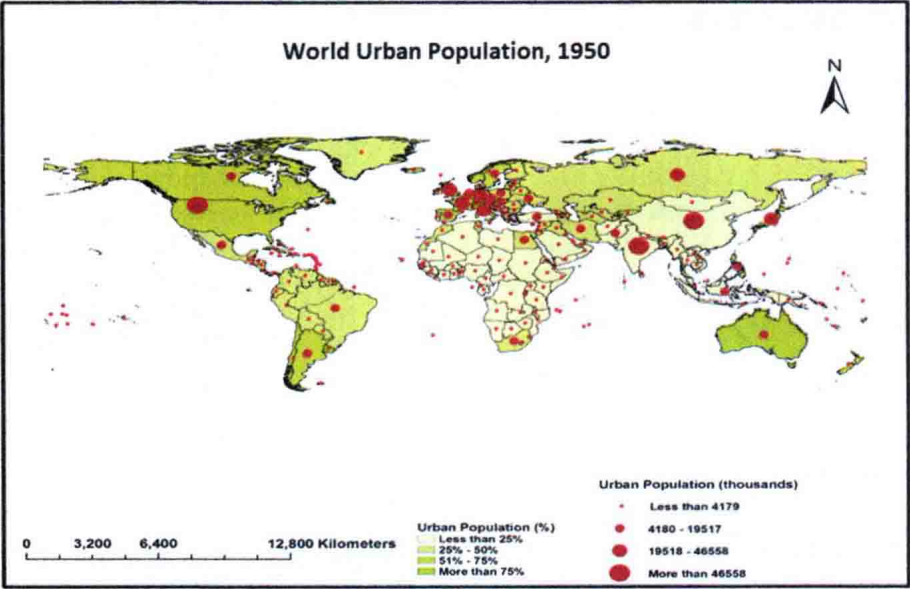 World Urban Population, 1950
N
Urban Population (thousands)
Less than 4179
4180 - 19517
19518 - 46558
More than 46558
Urban Population (%)
Less than 25%
25% - 50%
51% - 75%
More than 75%
0 3,200 6,400 12,800 Kilometers